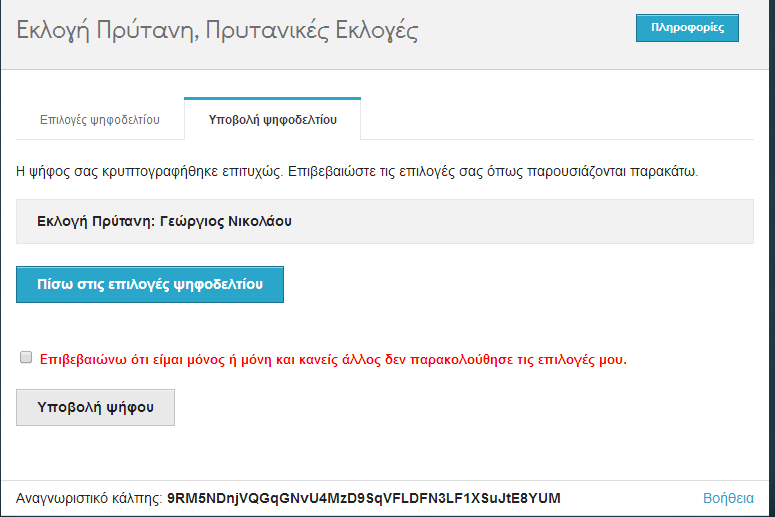 Εκλογή Πρύτανη, Πρυτανικές Εκλογές
Πληροφορίες
Επιλογές ψηφοδελτίου
Υποβολή ψηφοδελτίου
Η ψήφος σας κρυπτογραφήθηκε επιτυχώς. Επιβεβαιώστε τις επιλογές σας όπως παρουσιάζονται παρακάτω.
Εκλογή Πρύτανη: Γεώργιος Νικολάου
Πίσω στις επιλογές ψηφοδελτίου
Επιβεβαιώνω ότι είμαι μόνος ή μόνη και κανείς άλλος δεν παρακολούθησε τις επιλογές μου.
Υποβολή ψήφου
Αναγνωριστικό κάλπης: 9RM5NDnjVQGqGNvU4MzD9SqVFLDFN3LF1XSuJtE8YUM
Βοήθεια